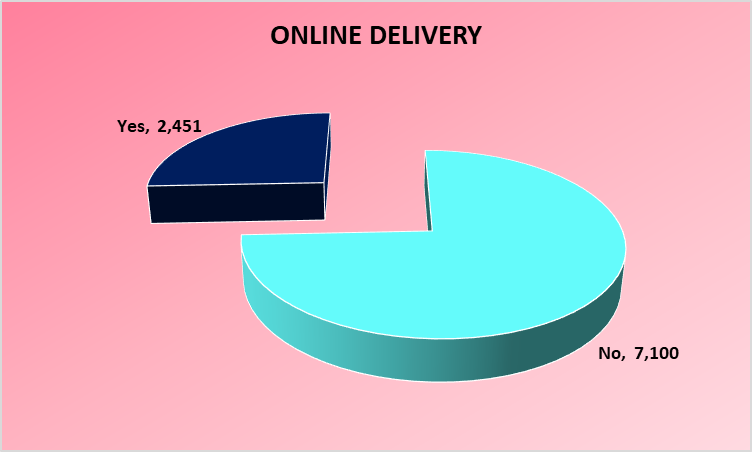 ONLINE DELIVERY
Yes, 2,451
No, 7,100